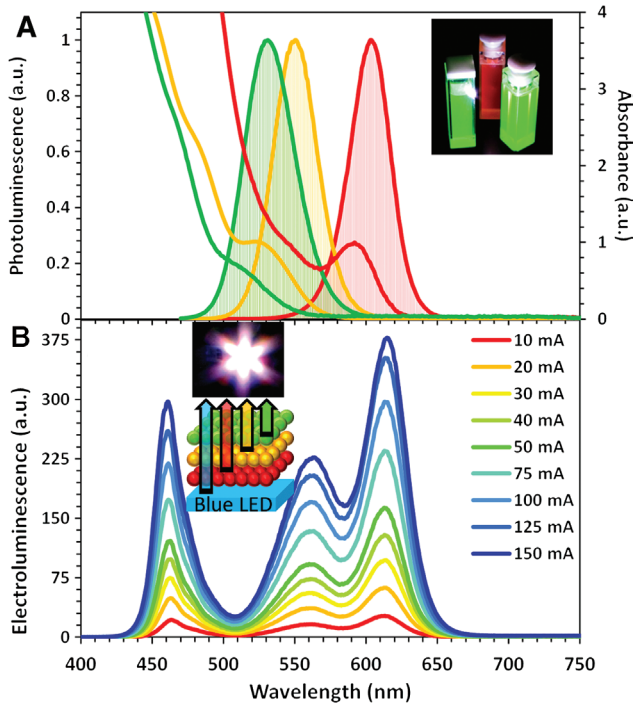 A
Photoluminescence (a.u.)
1
0.8
0.6
0.4
0.2
0
Absorbance (a.u.)
4
3
2
1
0
B
Electroluminescence (a.u.)
375
300
225
150
75
0
Blue LED
10 mA
20 mA
30 mA
40 mA
50 mA
75 mA
100 mA
125 mA
150 mA
400 450 500 550 600 650 700 750
Wavelength (nm)